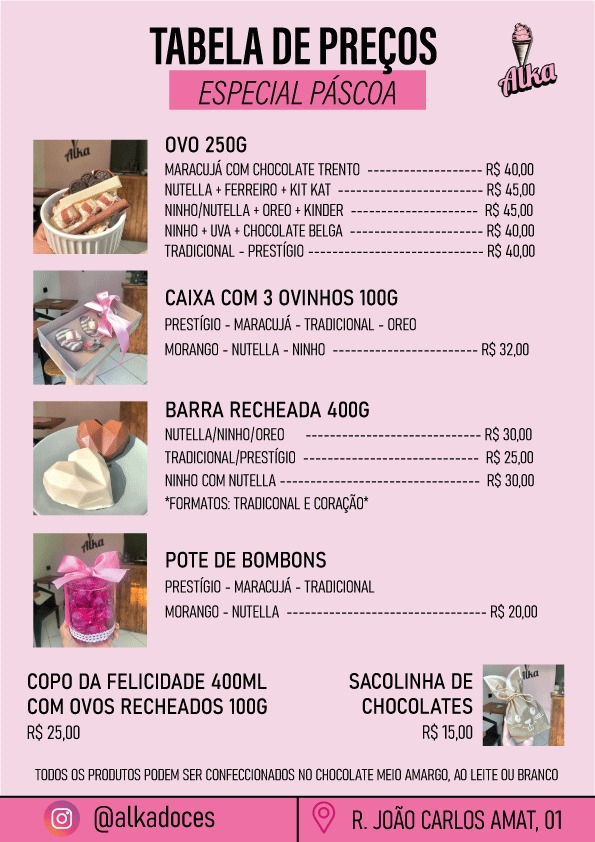 TABELA DE PREÇOS
ESPECIAL PÁSCOA
Alka
OVO 250G
MARACUJÁ COM CHOCOLATE TRENTO ------------------- R$ 40,00
NUTELLA + FERREIRO + KIT KAT ------------------------ R$ 45,00
NINHO/NUTELLA + OREO + KINDER --------------------- R$ 45,00
NINHO + UVA + CHOCOLATE BELGA ---------------------- R$ 40,00
TRADICIONAL - PRESTÍGIO ----------------------------- R$ 40,00
Alka
CAIXA COM 3 OVINHOS 100G
PRESTÍGIO - MARACUJÁ - TRADICIONAL - OREO
MORANGO - NUTELLA - NINHO ------------------------ R$ 32,00
BARRA RECHEADA 400G
NUTELLA/NINHO/OREO ----------------------------- R$ 30,00
TRADICIONAL/PRESTÍGIO ----------------------------- R$ 25,00
NINHO COM NUTELLA --------------------------------- R$ 30,00
*FORMATOS: TRADICONAL E CORAÇÃO*
Alka
POTE DE BOMBONS
PRESTÍGIO - MARACUJÁ - TRADICIONAL
MORANGO - NUTELLA --------------------------------- R$ 20,00
COPO DA FELICIDADE 400ML
COM OVOS RECHEADOS 100G
R$ 25,00
SACOLINHA DE
CHOCOLATES
R$ 15,00
Alka
TODOS OS PRODUTOS PODEM SER CONFECCIONADOS NO CHOCOLATE MEIO AMARGO, AO LEITE OU BRANCO
@alkadoces
R. JOÃO CARLOS AMAT, 01